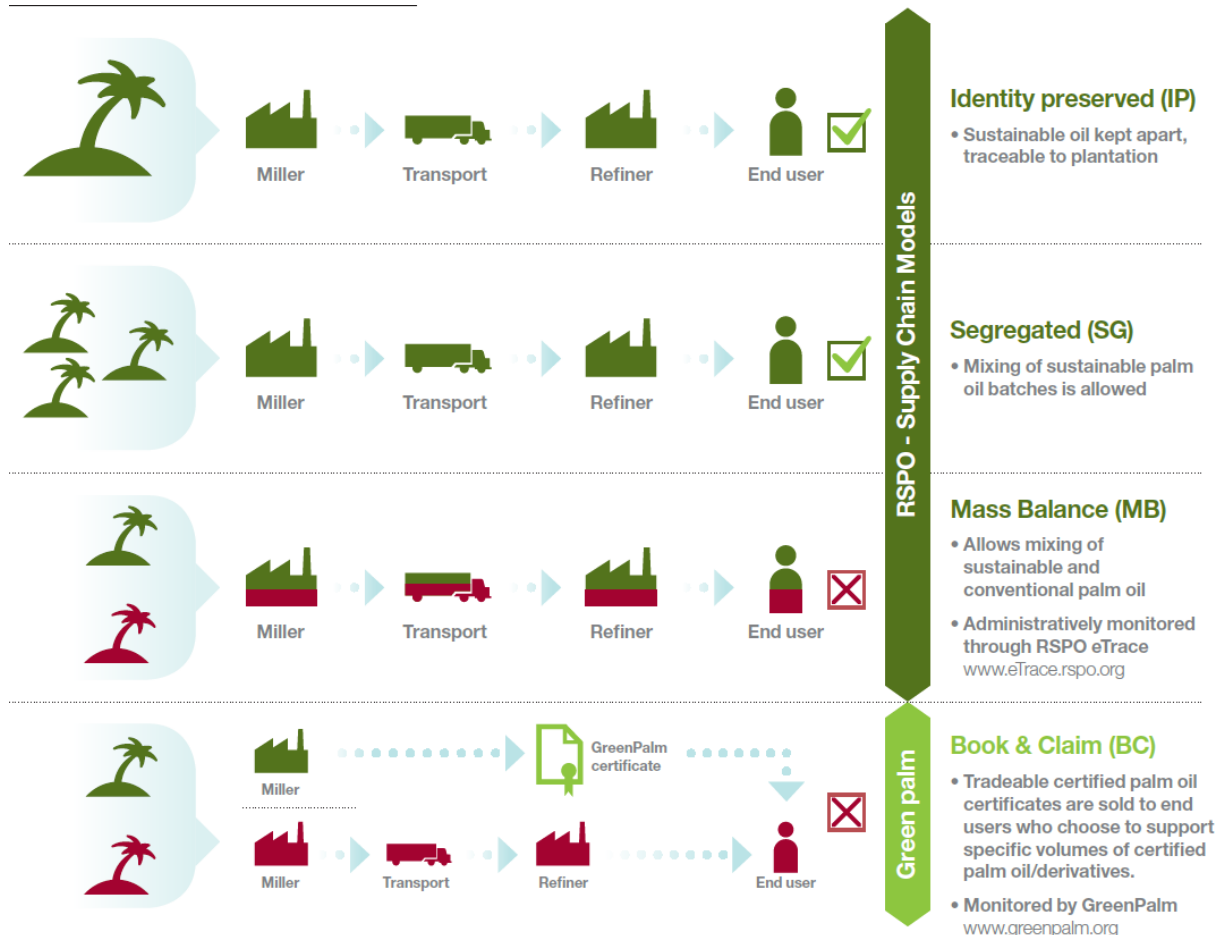 Identity preserved (IP)
• Sustainable oil kept apart,
traceable to plantation
Miller
Transport
Refiner
End user
RSPO - Supply Chain Models
Segregated (SG)
• Mixing of sustainable palm
oil batches is allowed
Miller
Transport
Refiner
End user
Mass Balance (MB)
• Allows mixing of
sustainable and
conventional palm oil
• Administratively monitored
through RSPO eTrace
www.eTrace.rspo.org
Miller
Transport
Refiner
End user
Green palm
Book & Claim (BC)
• Tradeable certified palm oil
certificates are sold to end
users who choose to support
specific volumes of certified
palm oil/derivatives.
• Monitored by GreenPalm
www.greenpalm.org
GreenPalm
certificate
Miller
Miller
Transport
Refiner
End user